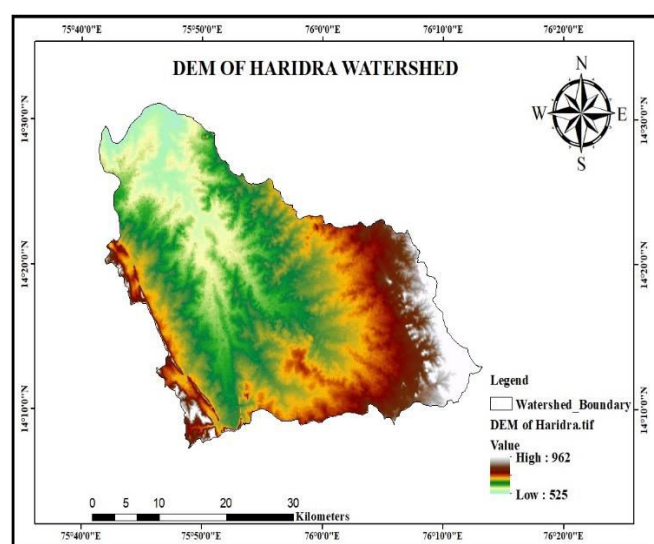 75°40'0"E 75°50'0"E 76°0'0"E 76°10'0"E 76°20'0"E
DEM OF HARIDRA WATERSHED
N
W E
S
14°30'0"N 14°30'0"N
14°20'0"N 14°20'0"N
14°10'0"N 14°10'0"N
Legend
Watershed_Boundary
DEM of Haridra.tif
Value
High : 962
Low : 525
0 5 10 20 30
Kilometers
75°40'0"E 75°50'0"E 76°0'0"E 76°10'0"E 76°20'0"E